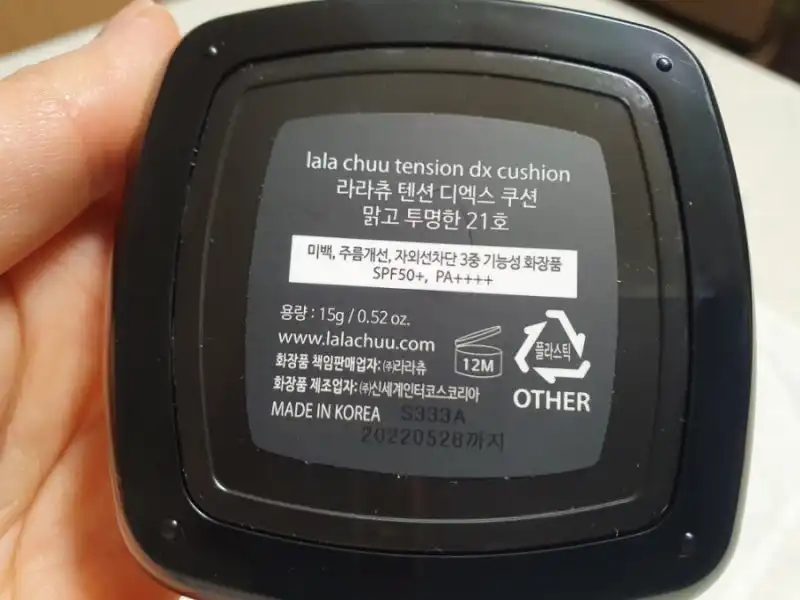 lala chuu tension dx cushion
라라츄 텐션 디엑스 쿠션
맑고 투명한 21호
미백, 주름개선, 자외선차단 3중 기능성 화장품
SPF50+, PA++++
용량 : 15g / 0.52 oz.
www.lalachuu.com
화장품 책임판매업자: ㈜라라츄
화장품 제조업자: ㈜신세계인터코스코리아
MADE IN KOREA
S333A
20220528까지
12M
플라스틱
OTHER